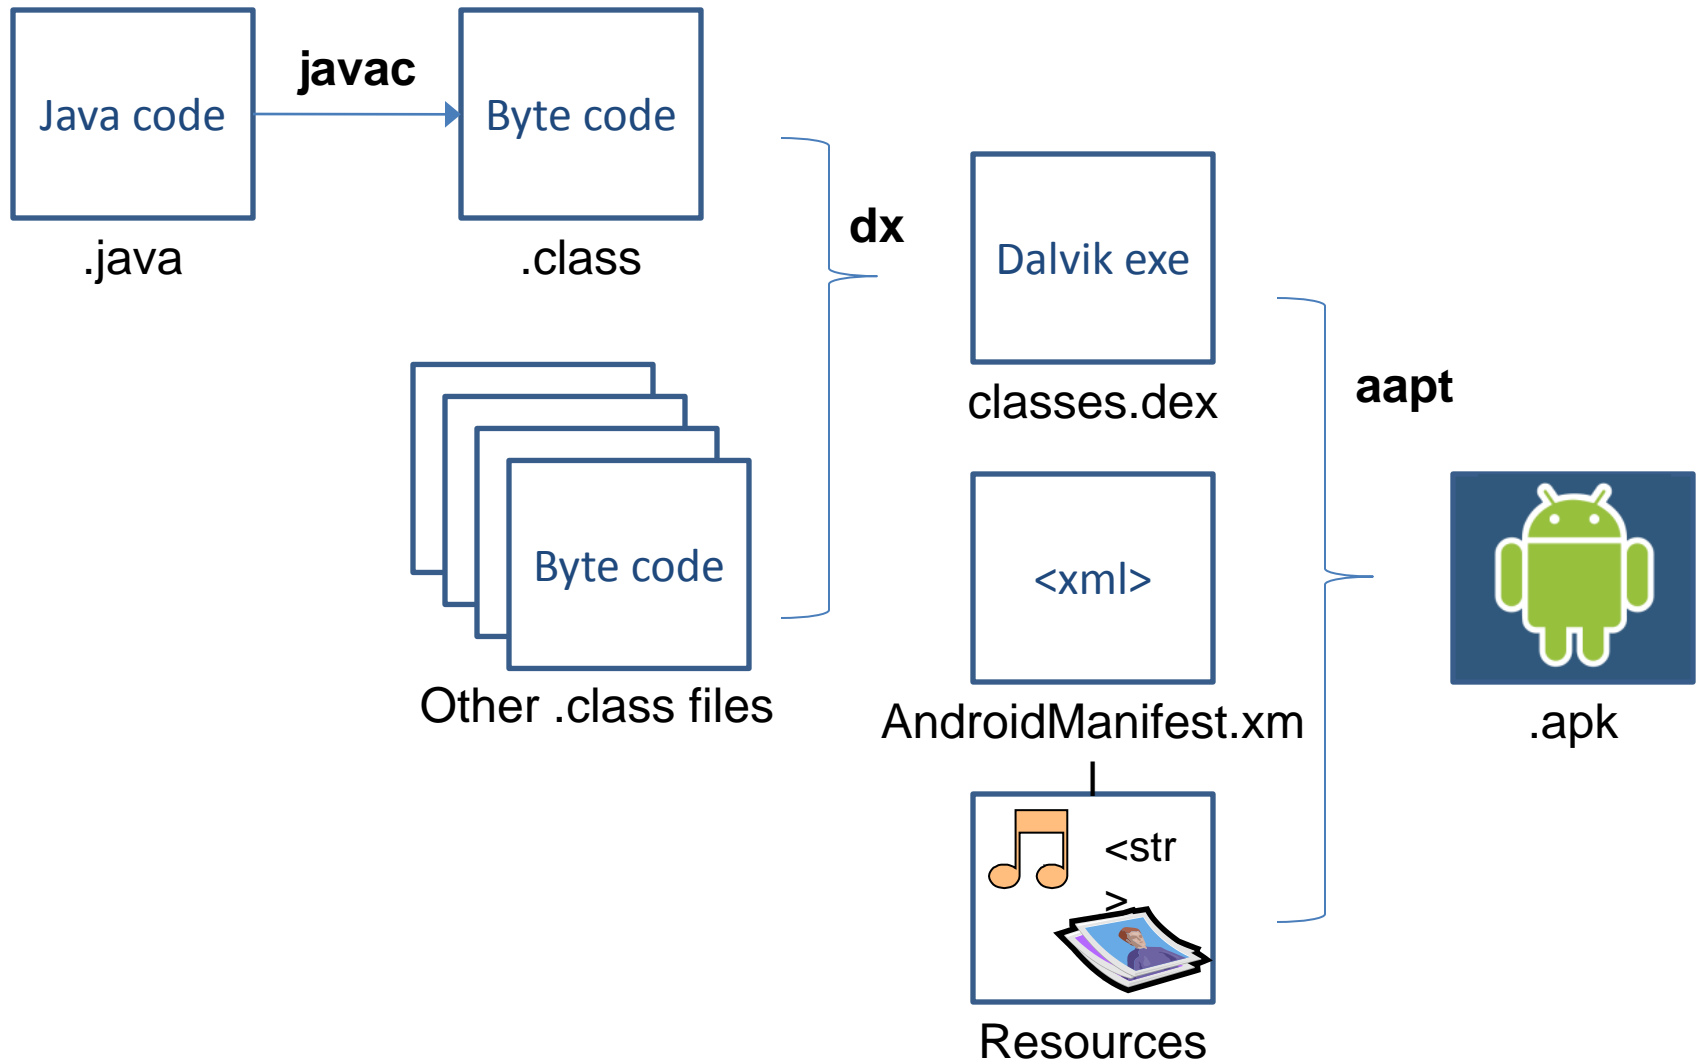 Java code
javac
Byte code
.java
.class
dx
Dalvik exe
classes.dex
aapt
Byte code
Other .class files
<xml>
AndroidManifest.xm
l
.apk
<str
>
Resources